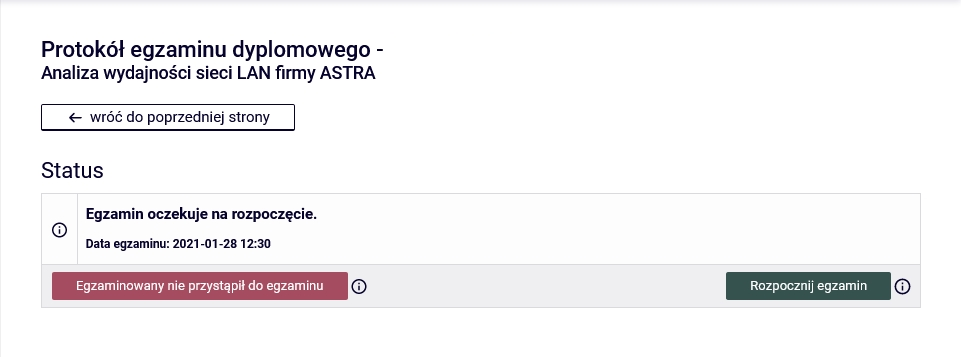 Protokół egzaminu dyplomowego -
Analiza wydajności sieci LAN firmy ASTRA
← wróć do poprzedniej strony
Status
Egzamin oczekuje na rozpoczęcie.
Data egzaminu: 2021-01-28 12:30
Egzaminowany nie przystąpił do egzaminu
Rozpocznij egzamin